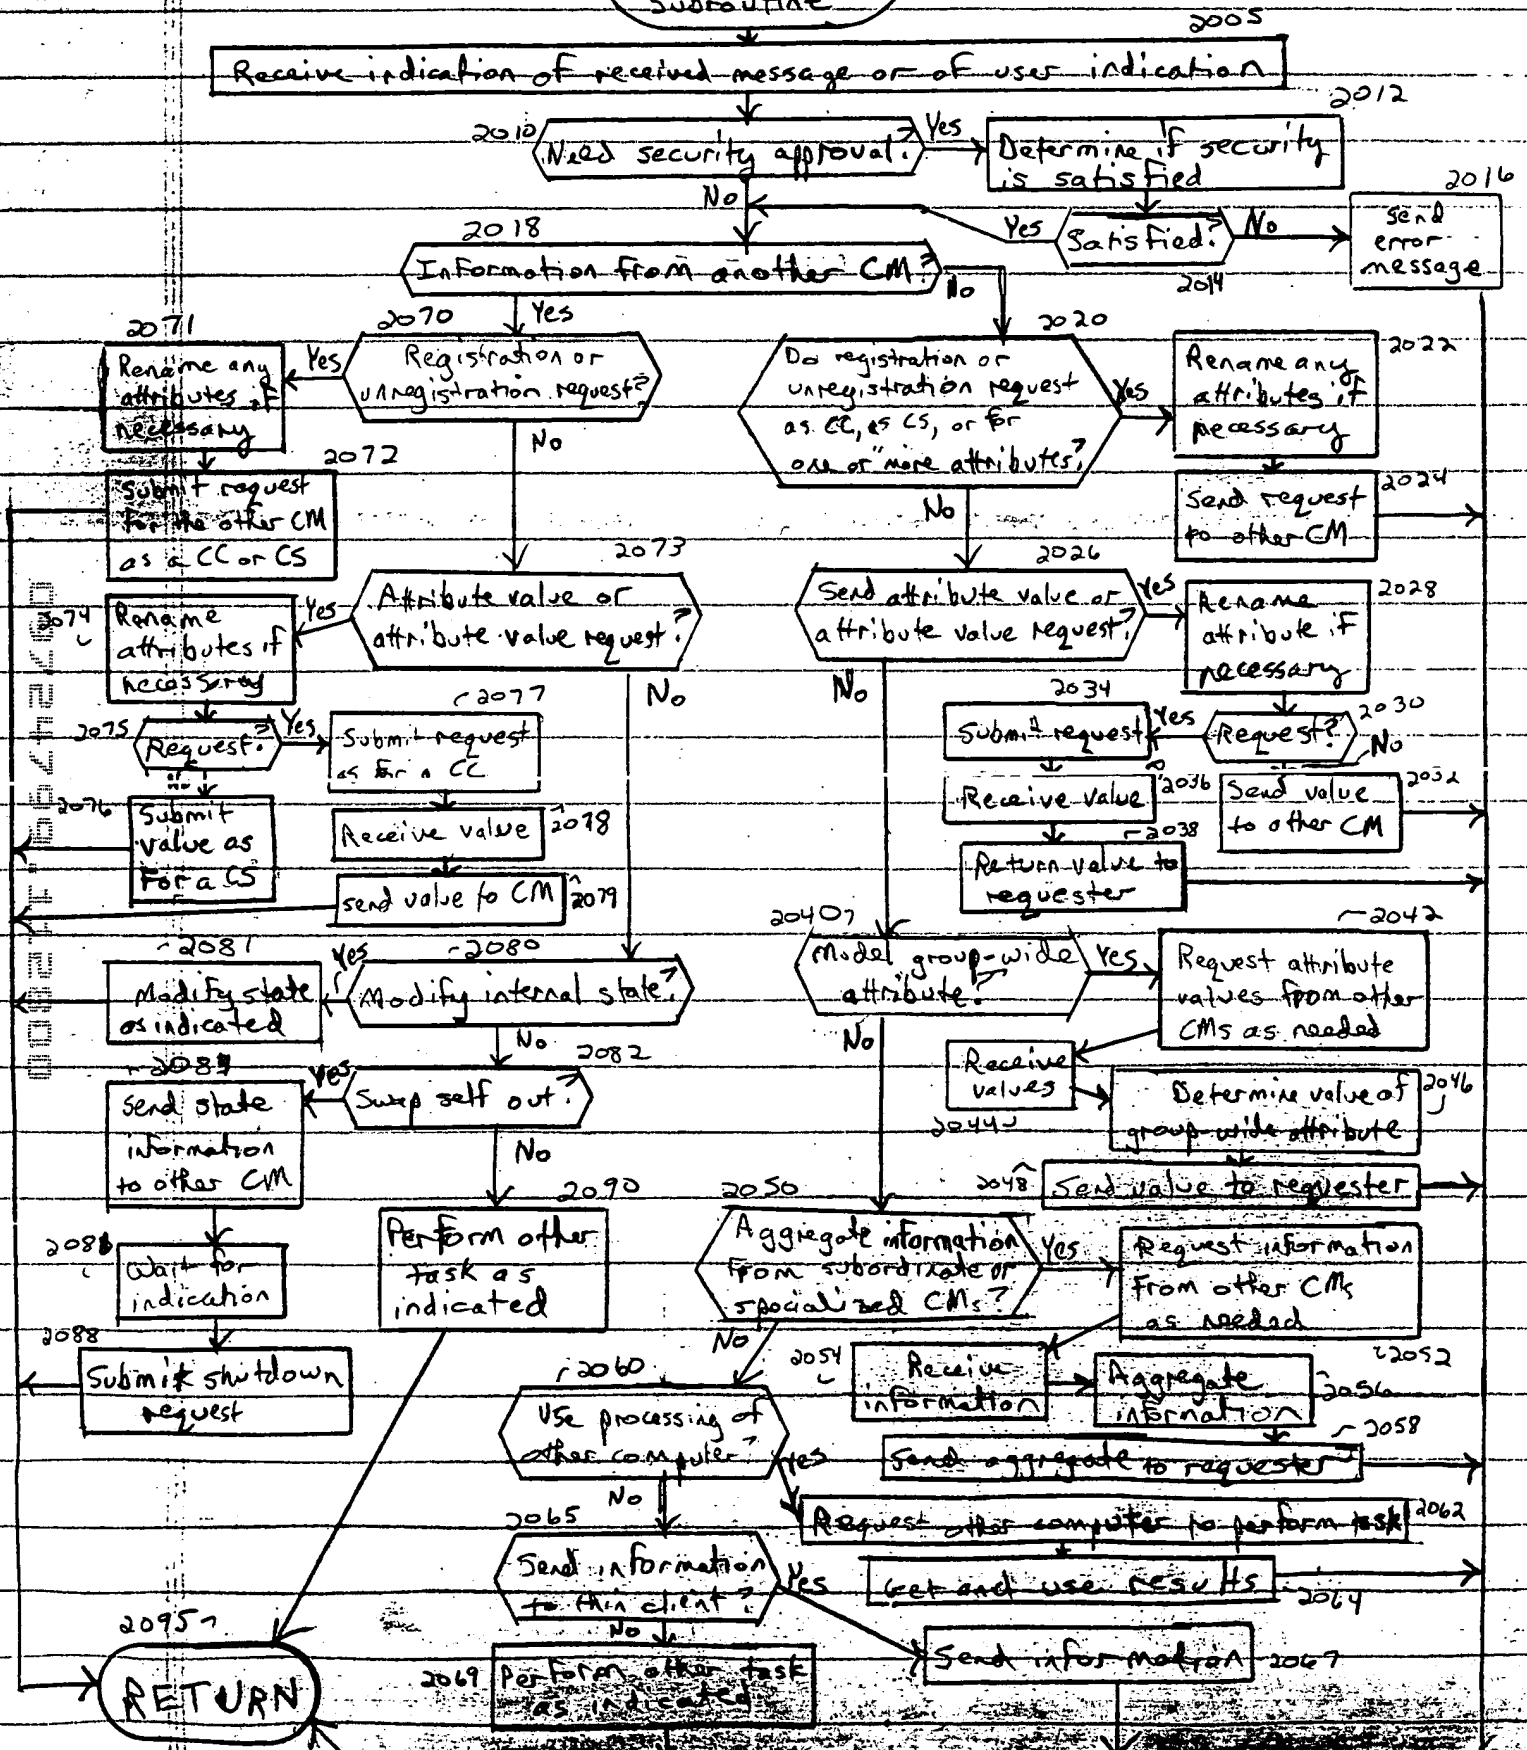 Subroutine
2005
Receive indication of received message or of user indication
2010
Need security approval?
Yes
2012
Determine if security
is satisfied
No
Satisfied?
2014
Yes
No
2016
send
error
message
2018
Information from another CM?
No
Yes
2070
Registration or
unregistration request?
Yes
No
2071
Rename any
attributes if
necessary
2072
Submit request
for the other CM
as a CC or CS
2073
Attribute value or
attribute value request?
Yes
No
2074
Rename
attributes if
necessary
2075
Request?
Yes
2077
Submit request
as for a CC
2076
Submit
value as
for a CS
Receive value
2078
send value to CM
2079
2080
Modify internal state?
Yes
No
2081
Modify state
as indicated
2082
Swap self out?
Yes
No
Send state
information
to other CM
Wait for
indication
2088
Submit shutdown
request
2090
Perform other
task as
indicated
2020
Do registration or
unregistration request
as CC, as CS, or for
one or more attributes?
Yes
No
2022
Rename any
attributes if
necessary
2024
Send request
to other CM
2026
Send attribute value or
attribute value request?
Yes
No
2028
Rename
attribute if
necessary
2030
Request?
Yes
No
2034
Submit request
2036
Receive value
2032
Send value
to other CM
2038
Return value to
requester
2040
Model group-wide
attribute?
Yes
No
2042
Request attribute
values from other
CMs as needed
Receive
values
2044
2046
Determine value of
group-wide attribute
2048
Send value to requester
2050
Aggregate information
from subordinate or
specialized CMs?
Yes
No
Request information
from other CMs
as needed
2052
2054
Receive
information
Aggregate
information
2056
2058
Send aggregate to requester
2060
Use processing of
other computer?
Yes
No
2062
Request other computer to perform task
Get and use results
2064
2065
Send information
to thin client?
Yes
No
Send information
2067
2069
Perform other task
as indicated
2095
RETURN